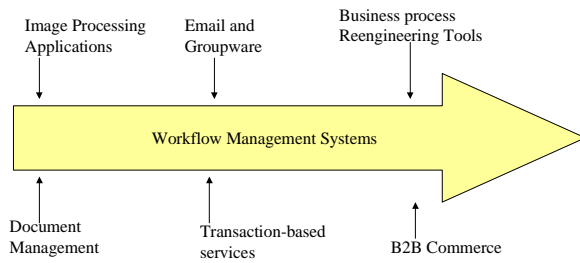 Image Processing
Applications
Email and
Groupware
Business process
Reengineering Tools
Workflow Management Systems
Document
Management
Transaction-based
services
B2B Commerce